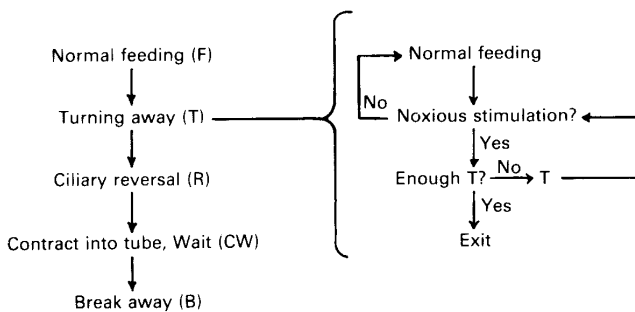 Normal feeding (F)
Turning away (T)
Ciliary reversal (R)
Contract into tube, Wait (CW)
Break away (B)
Normal feeding
No
Noxious stimulation?
Yes
Enough T? No T
Yes
Exit